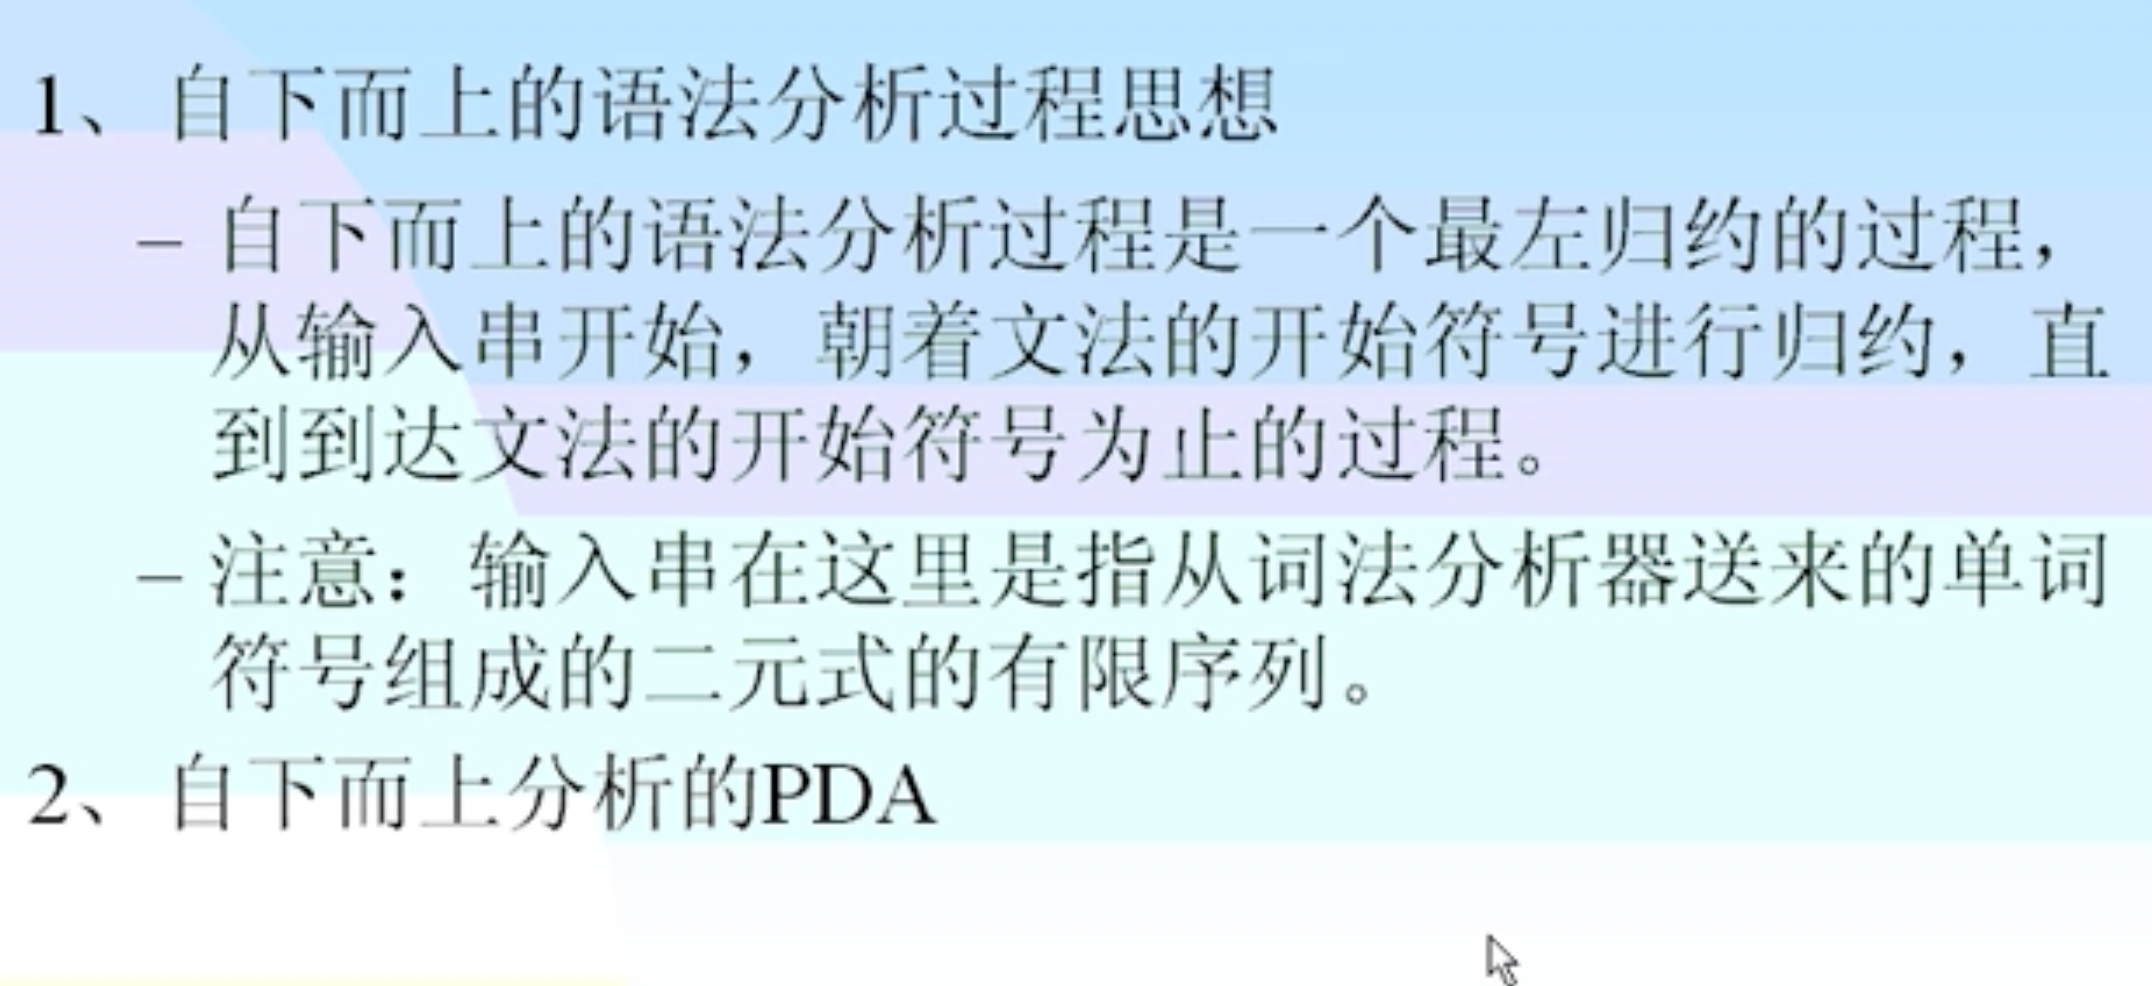 1、自下而上的语法分析过程思想
– 自下而上的语法分析过程是一个最左归约的过程，
从输入串开始，朝着文法的开始符号进行归约，直
到到达文法的开始符号为止的过程。
– 注意：输入串在这里是指从词法分析器送来的单词
符号组成的二元式的有限序列。
2、自下而上分析的PDA